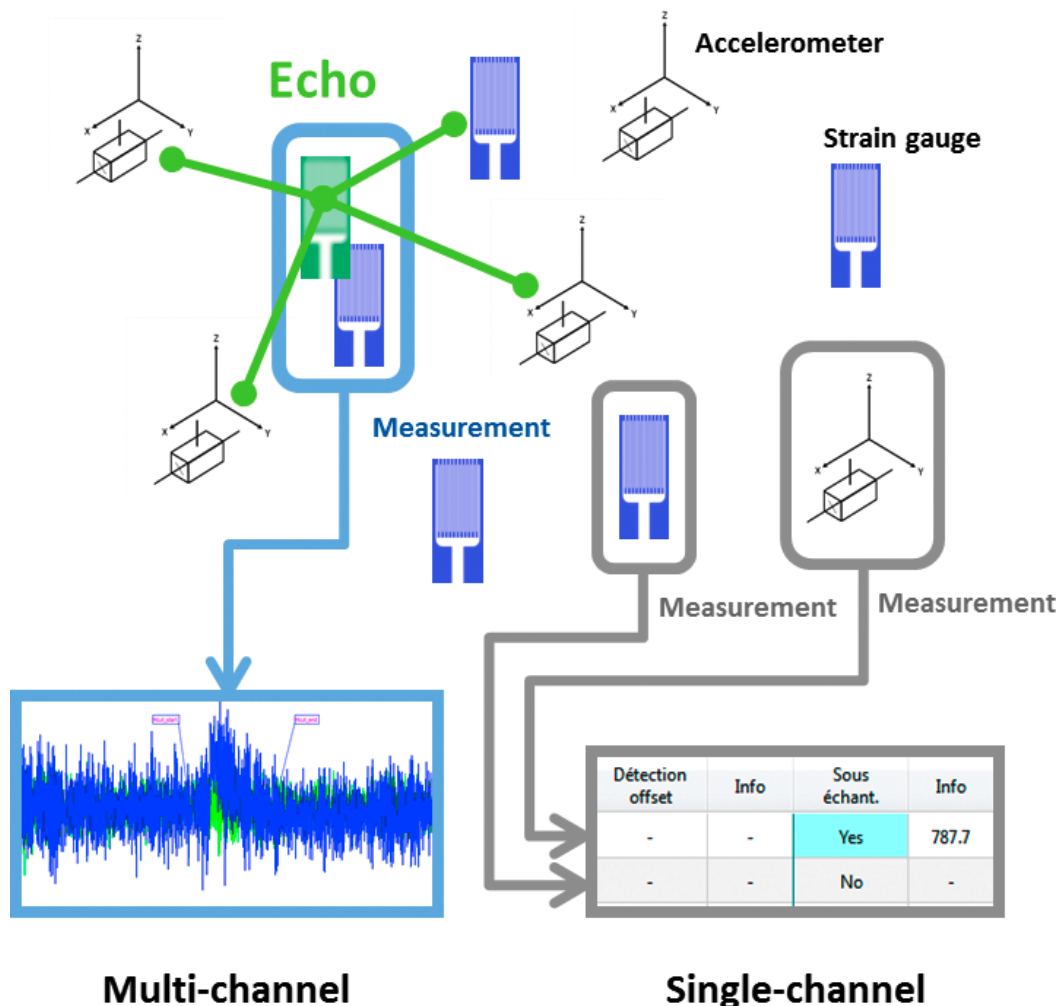 Z
X
Y
Echo
Z
X
Y
Accelerometer
Strain gauge
Z
X
Y
Z
X
Y
Measurement
Z
X
Y
Measurement
Measurement
Détection
offset
Info
Sous
échant.
Info
-
-
Yes
787.7
-
-
No
-
Multi-channel
Single-channel